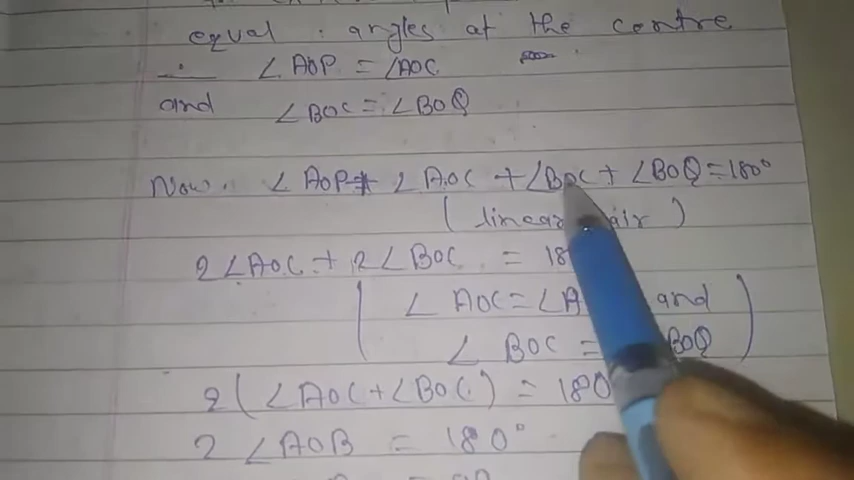 equal angles at the centre
∴ ∠AOP = ∠AOC
and ∠BOC = ∠BOQ
Now. ∠AOP + ∠AOC + ∠BOC + ∠BOQ = 180°
(linear
2∠AOC + 2∠BOC = 18
∠AOC = ∠A and
∠BOC = BOQ
2(∠AOC + ∠BOC) = 180
2∠AOB = 180°